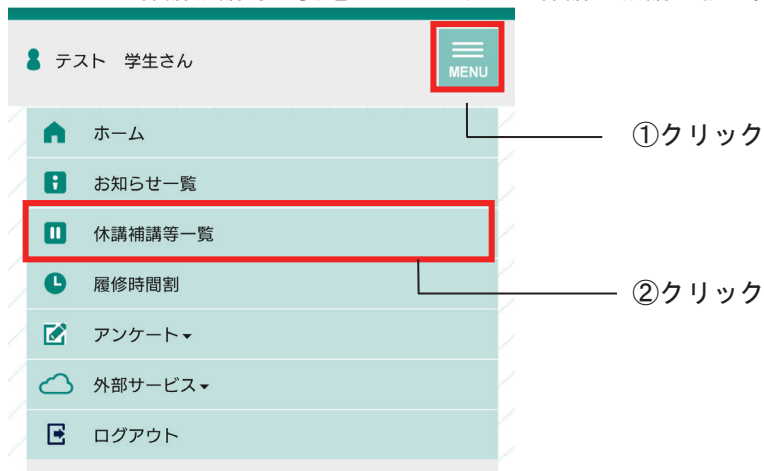 テスト 学生さん
MENU
①クリック
ホーム
お知らせ一覧
休講補講等一覧
履修時間割
②クリック
アンケート
外部サービス
ログアウト